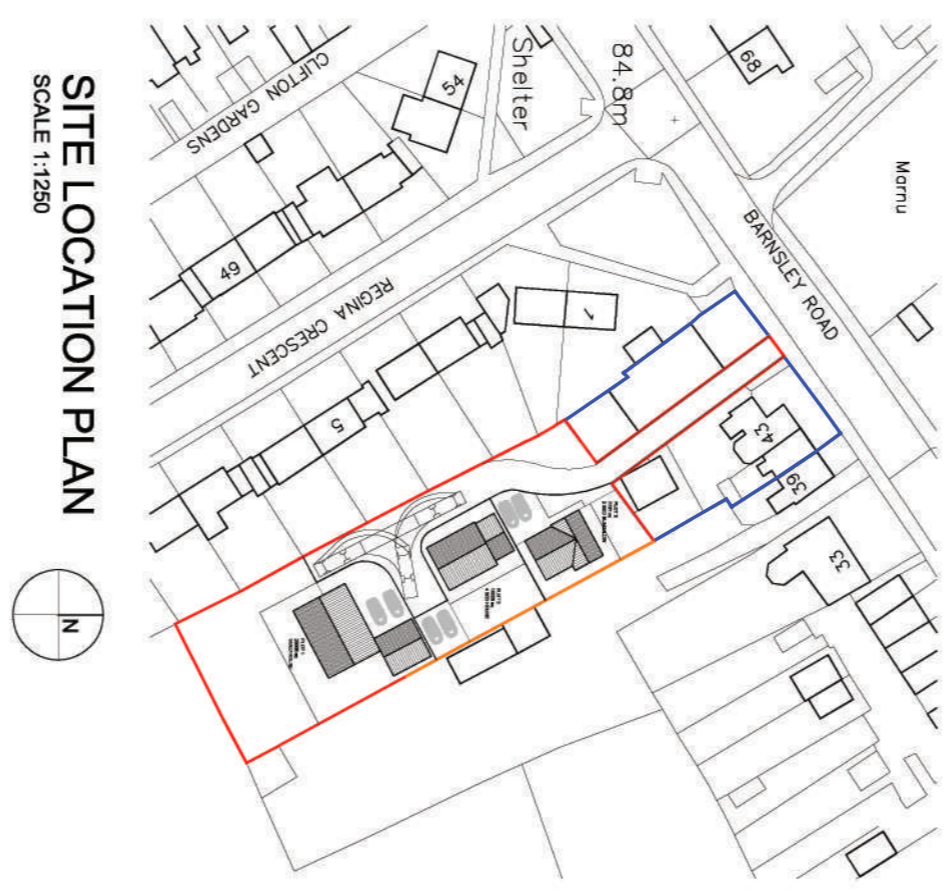 SITE LOCATION PLAN
SCALE 1:1250
N
CLIFTON GARDENS
54
Shelter
84.8m
68
Marnu
BARNSLEY ROAD
49
REGINA CRESCENT
1
5
43
39
33